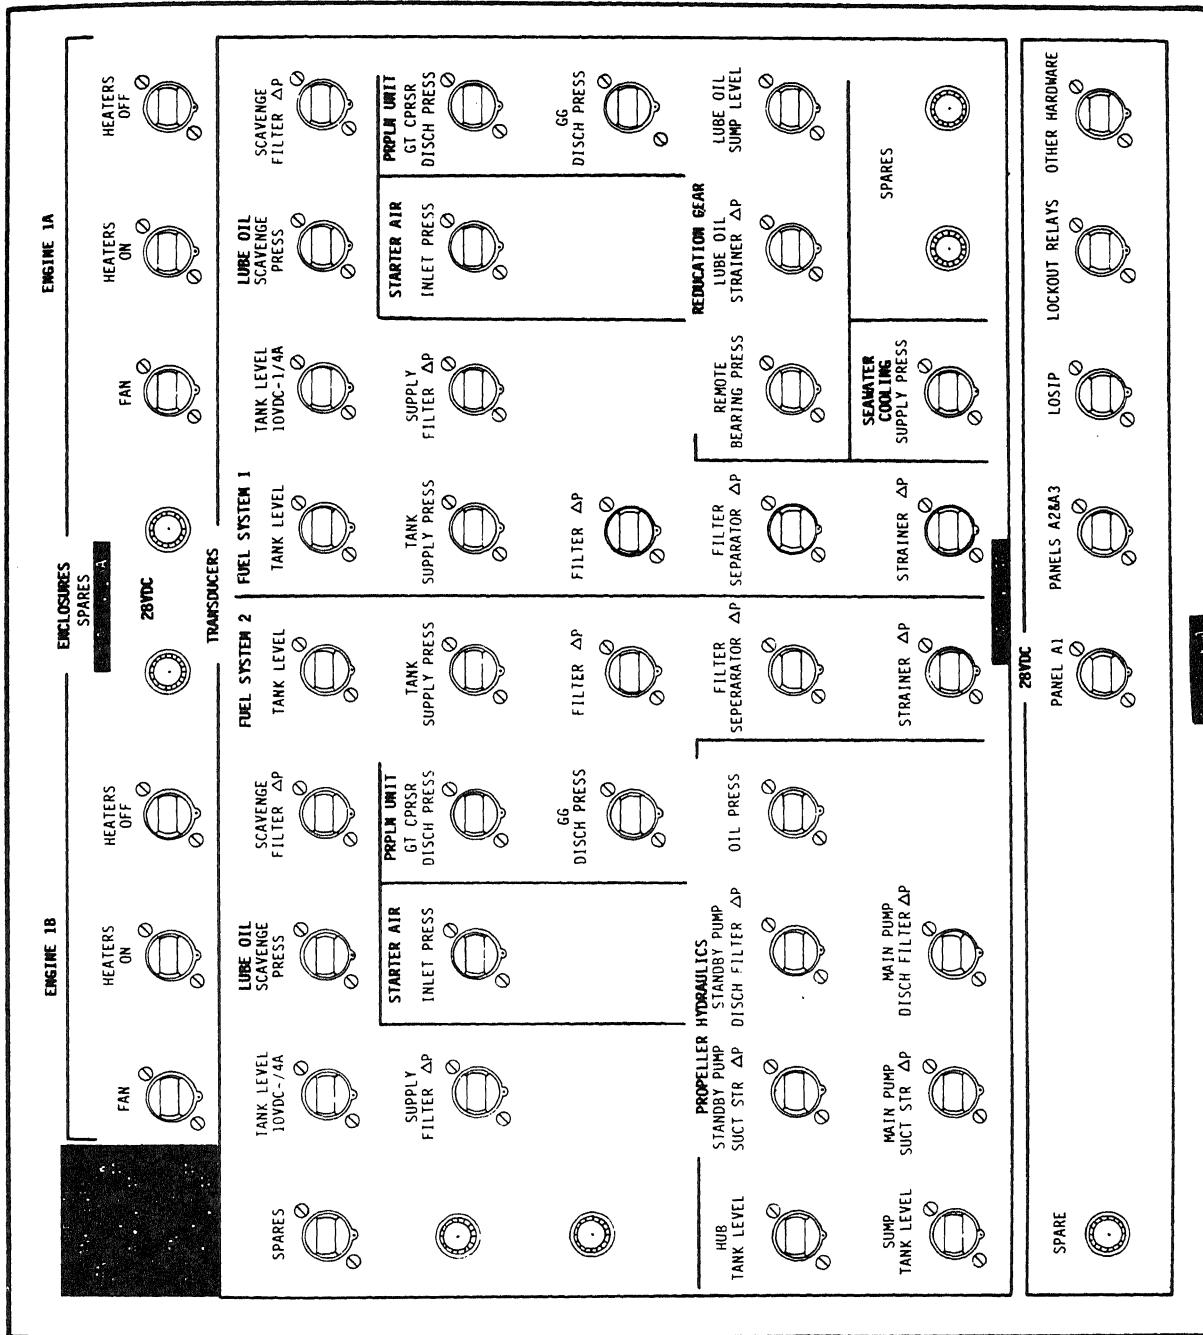 ENCLOSURES
ENGINE 1B
SPARES
ENGINE 1A
FAN
HEATERS
ON
HEATERS
OFF
A
28VDC
FAN
HEATERS
ON
HEATERS
OFF
TRANSDUCERS
SPARES
TANK LEVEL
10VDC-/4A
LUBE OIL
SCAVENGE
PRESS
SCAVENGE
FILTER ΔP
FUEL SYSTEM 2
TANK LEVEL
FUEL SYSTEM 1
TANK LEVEL
TANK LEVEL
10VDC-1/4A
LUBE OIL
SCAVENGE
PRESS
SCAVENGE
FILTER ΔP
SUPPLY
FILTER ΔP
STARTER AIR
INLET PRESS
PRPLN UNIT
GT CPRSR
DISCH PRESS
TANK
SUPPLY PRESS
TANK
SUPPLY PRESS
SUPPLY
FILTER ΔP
STARTER AIR
INLET PRESS
PRPLN UNIT
GT CPRSR
DISCH PRESS
GG
DISCH PRESS
FILTER ΔP
FILTER ΔP
GG
DISCH PRESS
PROPELLER HYDRAULICS
HUB
TANK LEVEL
STANDBY PUMP
SUCT STR ΔP
STANDBY PUMP
DISCH FILTER ΔP
OIL PRESS
FILTER
SEPERARATOR ΔP
FILTER
SEPARATOR ΔP
REDUCATION GEAR
REMOTE
BEARING PRESS
LUBE OIL
STRAINER ΔP
LUBE OIL
SUMP LEVEL
SUMP
TANK LEVEL
MAIN PUMP
SUCT STR ΔP
MAIN PUMP
DISCH FILTER ΔP
STRAINER ΔP
STRAINER ΔP
SEAWATER
COOLING
SUPPLY PRESS
SPARES
28VDC
SPARE
PANEL A1
PANELS A2&A3
LOSIP
LOCKOUT RELAYS
OTHER HARDWARE